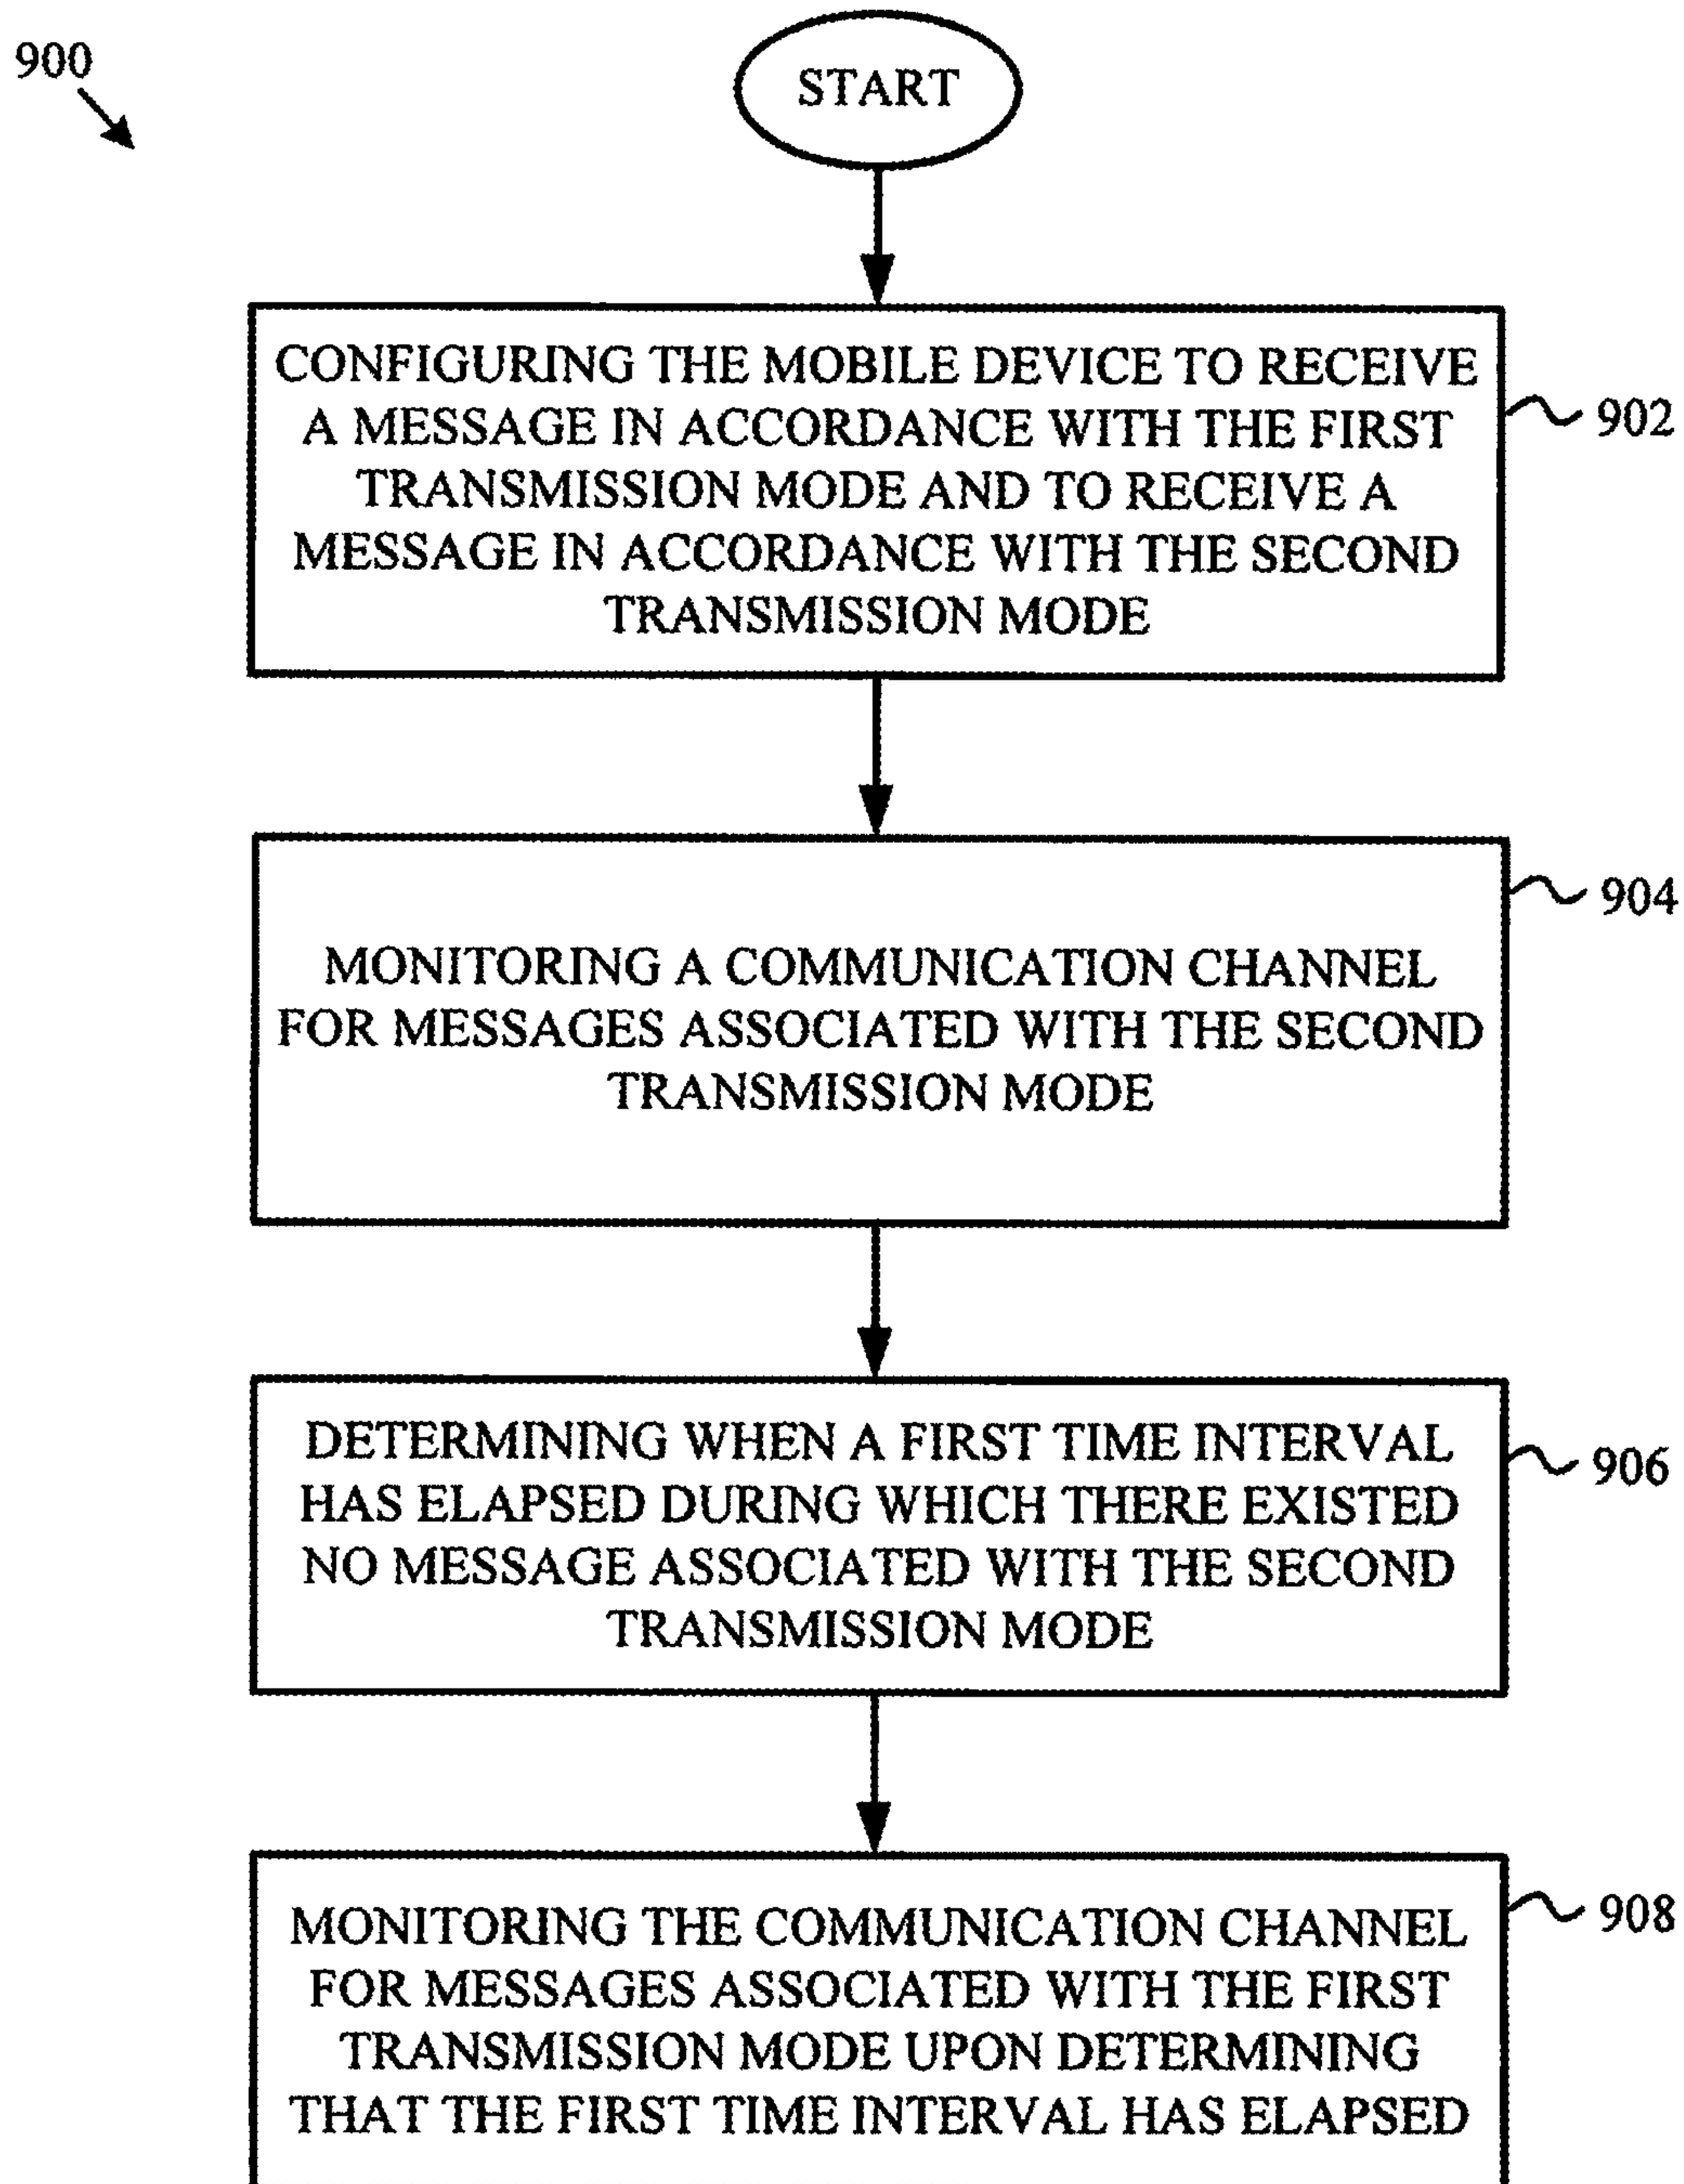 900
START
CONFIGURING THE MOBILE DEVICE TO RECEIVE
A MESSAGE IN ACCORDANCE WITH THE FIRST
TRANSMISSION MODE AND TO RECEIVE A
MESSAGE IN ACCORDANCE WITH THE SECOND
TRANSMISSION MODE
902
MONITORING A COMMUNICATION CHANNEL
FOR MESSAGES ASSOCIATED WITH THE SECOND
TRANSMISSION MODE
904
DETERMINING WHEN A FIRST TIME INTERVAL
HAS ELAPSED DURING WHICH THERE EXISTED
NO MESSAGE ASSOCIATED WITH THE SECOND
TRANSMISSION MODE
906
MONITORING THE COMMUNICATION CHANNEL
FOR MESSAGES ASSOCIATED WITH THE FIRST
TRANSMISSION MODE UPON DETERMINING
THAT THE FIRST TIME INTERVAL HAS ELAPSED
908